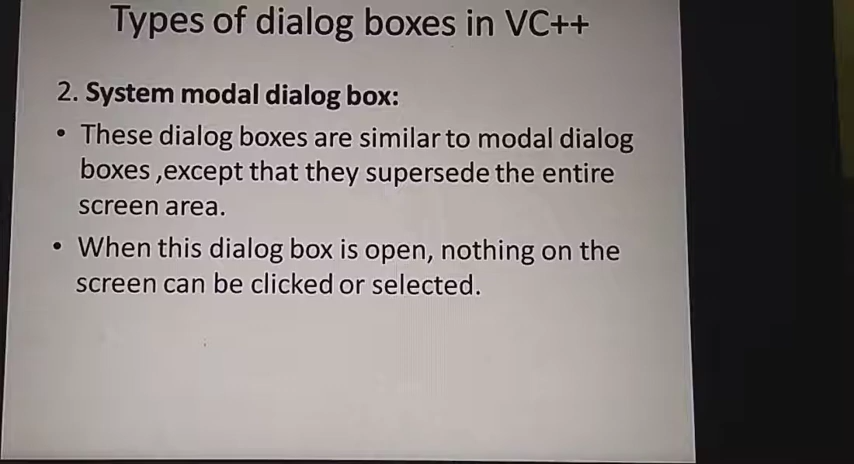 Types of dialog boxes in VC++
2. System modal dialog box:
• These dialog boxes are similar to modal dialog
boxes ,except that they supersede the entire
screen area.
• When this dialog box is open, nothing on the
screen can be clicked or selected.